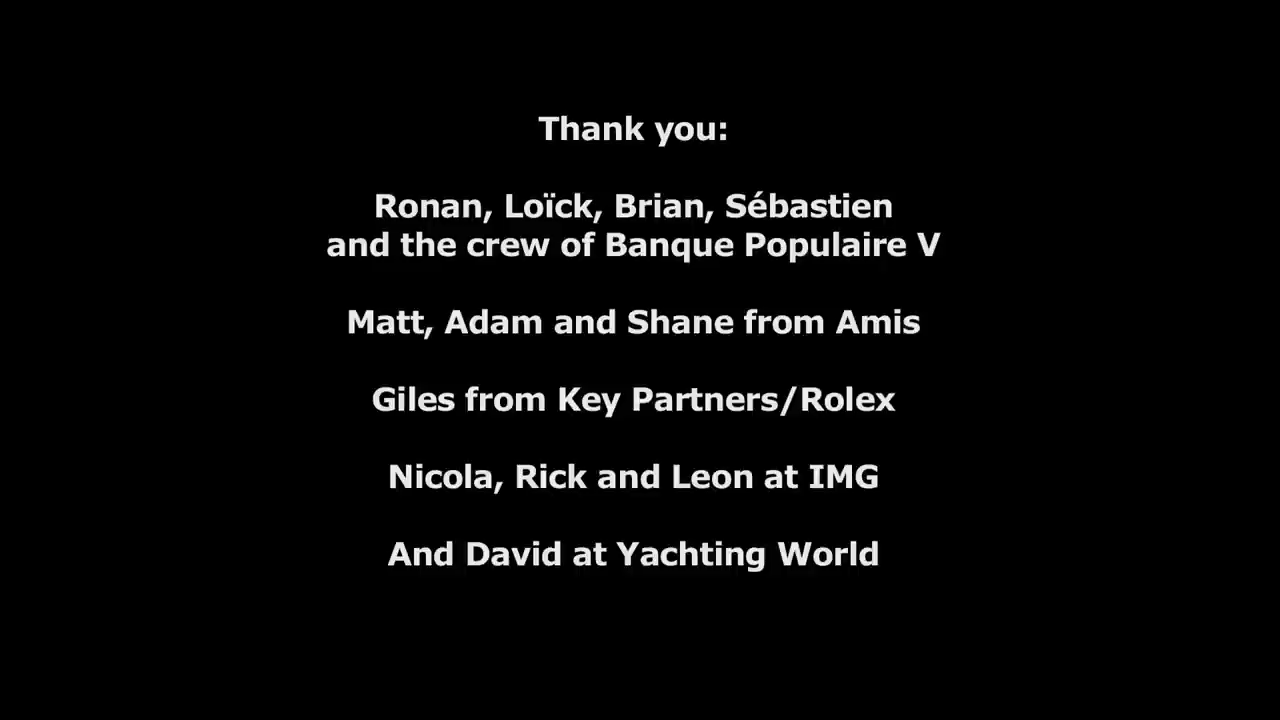 Thank you:
Ronan, Loïck, Brian, Sébastien
and the crew of Banque Populaire V
Matt, Adam and Shane from Amis
Giles from Key Partners/Rolex
Nicola, Rick and Leon at IMG
And David at Yachting World